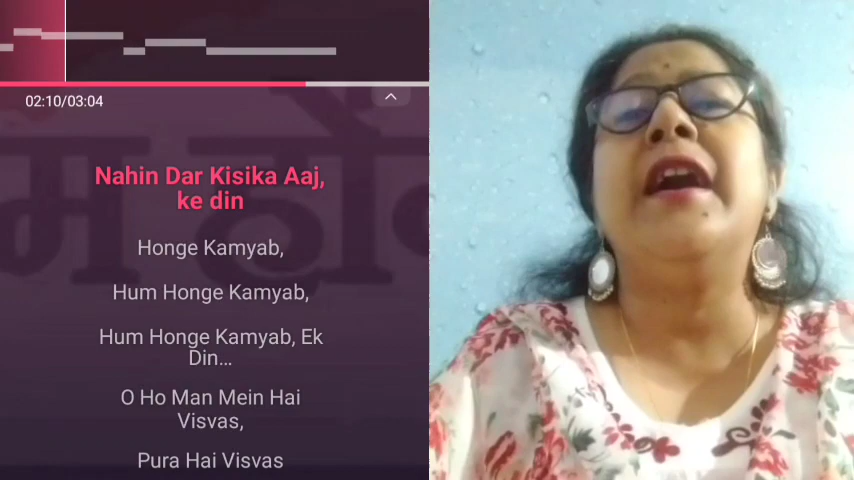 02:10/03:04
Nahin Dar Kisika Aaj,
ke din
Honge Kamyab,
Hum Honge Kamyab,
Hum Honge Kamyab, Ek
Din...
O Ho Man Mein Hai
Visvas,
Pura Hai Visvas